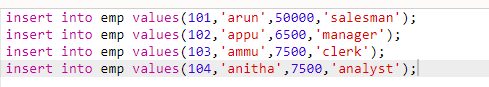 insert into emp values(101,'arun',50000,'salesman');
insert into emp values(102,'appu',6500,'manager');
insert into emp values(103,'ammu',7500,'clerk');
insert into emp values(104,'anitha',7500,'analyst');